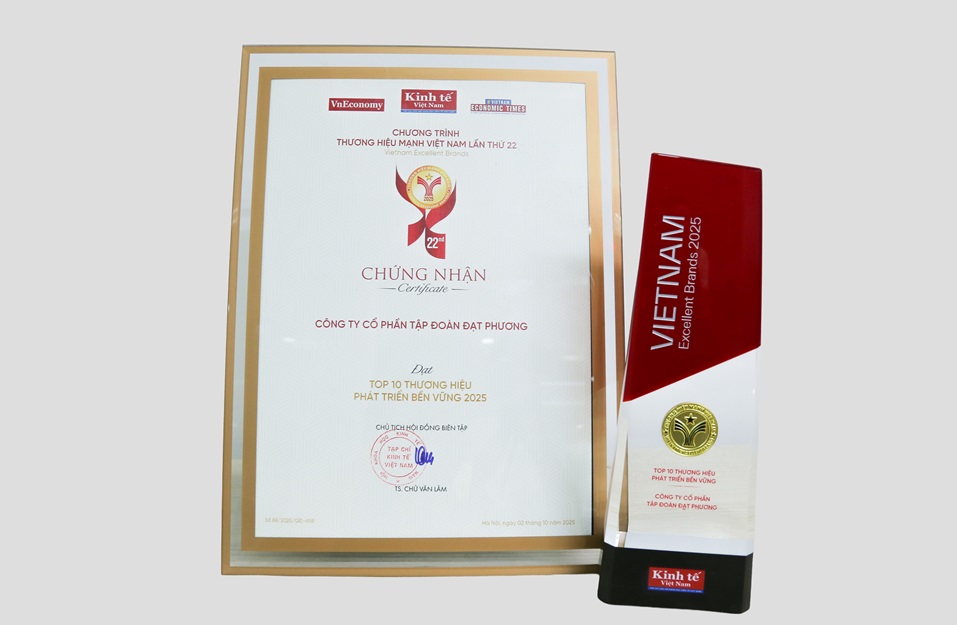 VnEconomy
Kinh tế
Việt Nam
VIETNAM
ECONOMIC TIMES
CHƯƠNG TRÌNH
THƯƠNG HIỆU MẠNH VIỆT NAM LẦN THỨ 22
Vietnam Excellent Brands
2025
22nd
CHỨNG NHẬN
Certificate
CÔNG TY CỔ PHẦN TẬP ĐOÀN ĐẠT PHƯƠNG
Đạt
TOP 10 THƯƠNG HIỆU
PHÁT TRIỂN BỀN VỮNG 2025
CHỦ TỊCH HỘI ĐỒNG BIÊN TẬP
TẠP CHÍ
KINH TẾ
VIỆT NAM
TS. CHỬ VĂN LÂM
Hà Nội, ngày 02 tháng 10 năm 2025
VIETNAM
Excellent Brands 2025
TOP 10 THƯƠNG HIỆU
PHÁT TRIỂN BỀN VỮNG
CÔNG TY CỔ PHẦN
TẬP ĐOÀN ĐẠT PHƯƠNG
Kinh tế
Việt Nam